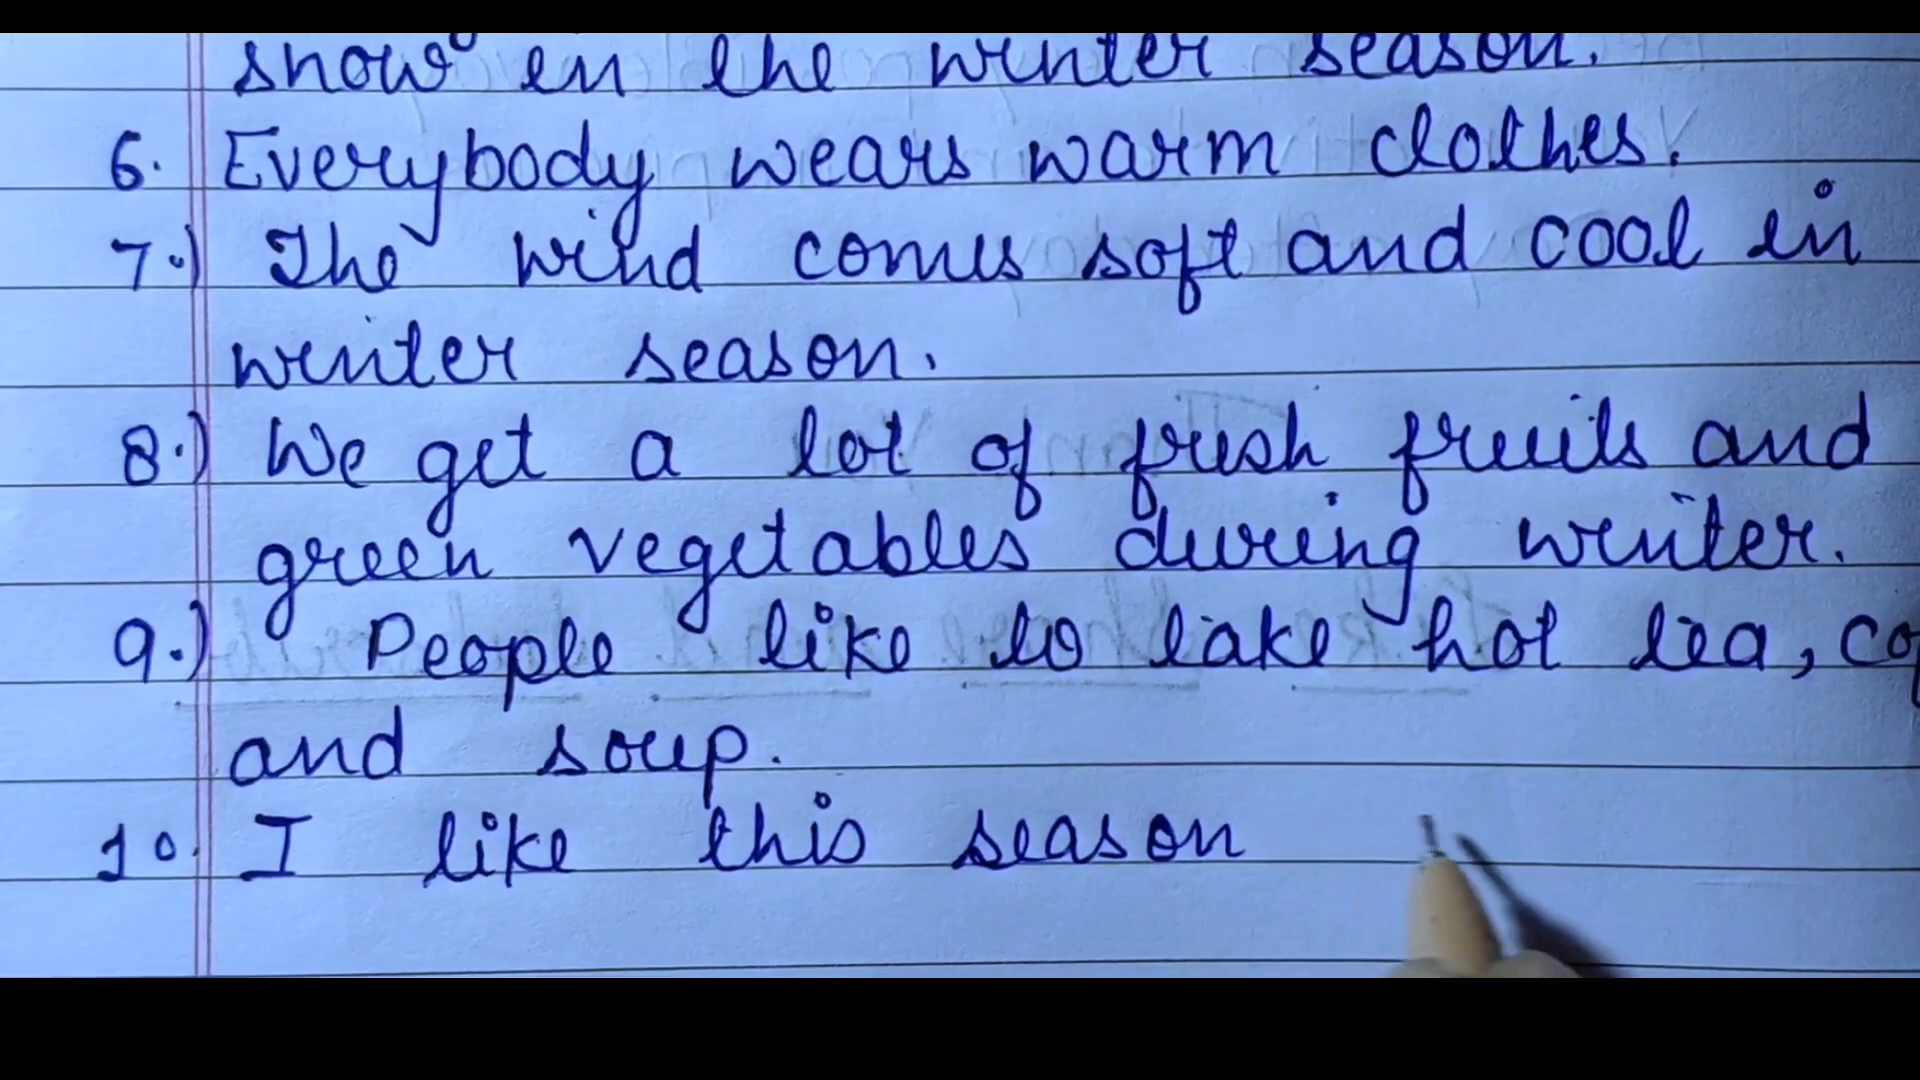 snow in the winter season.
6. Everybody wears warm clothes.
7.) The wind comes soft and cool in
winter season.
8.) We get a lot of fresh fruits and
green vegetables during winter.
9.) People like to take hot tea,
and soup.
10. I like this season